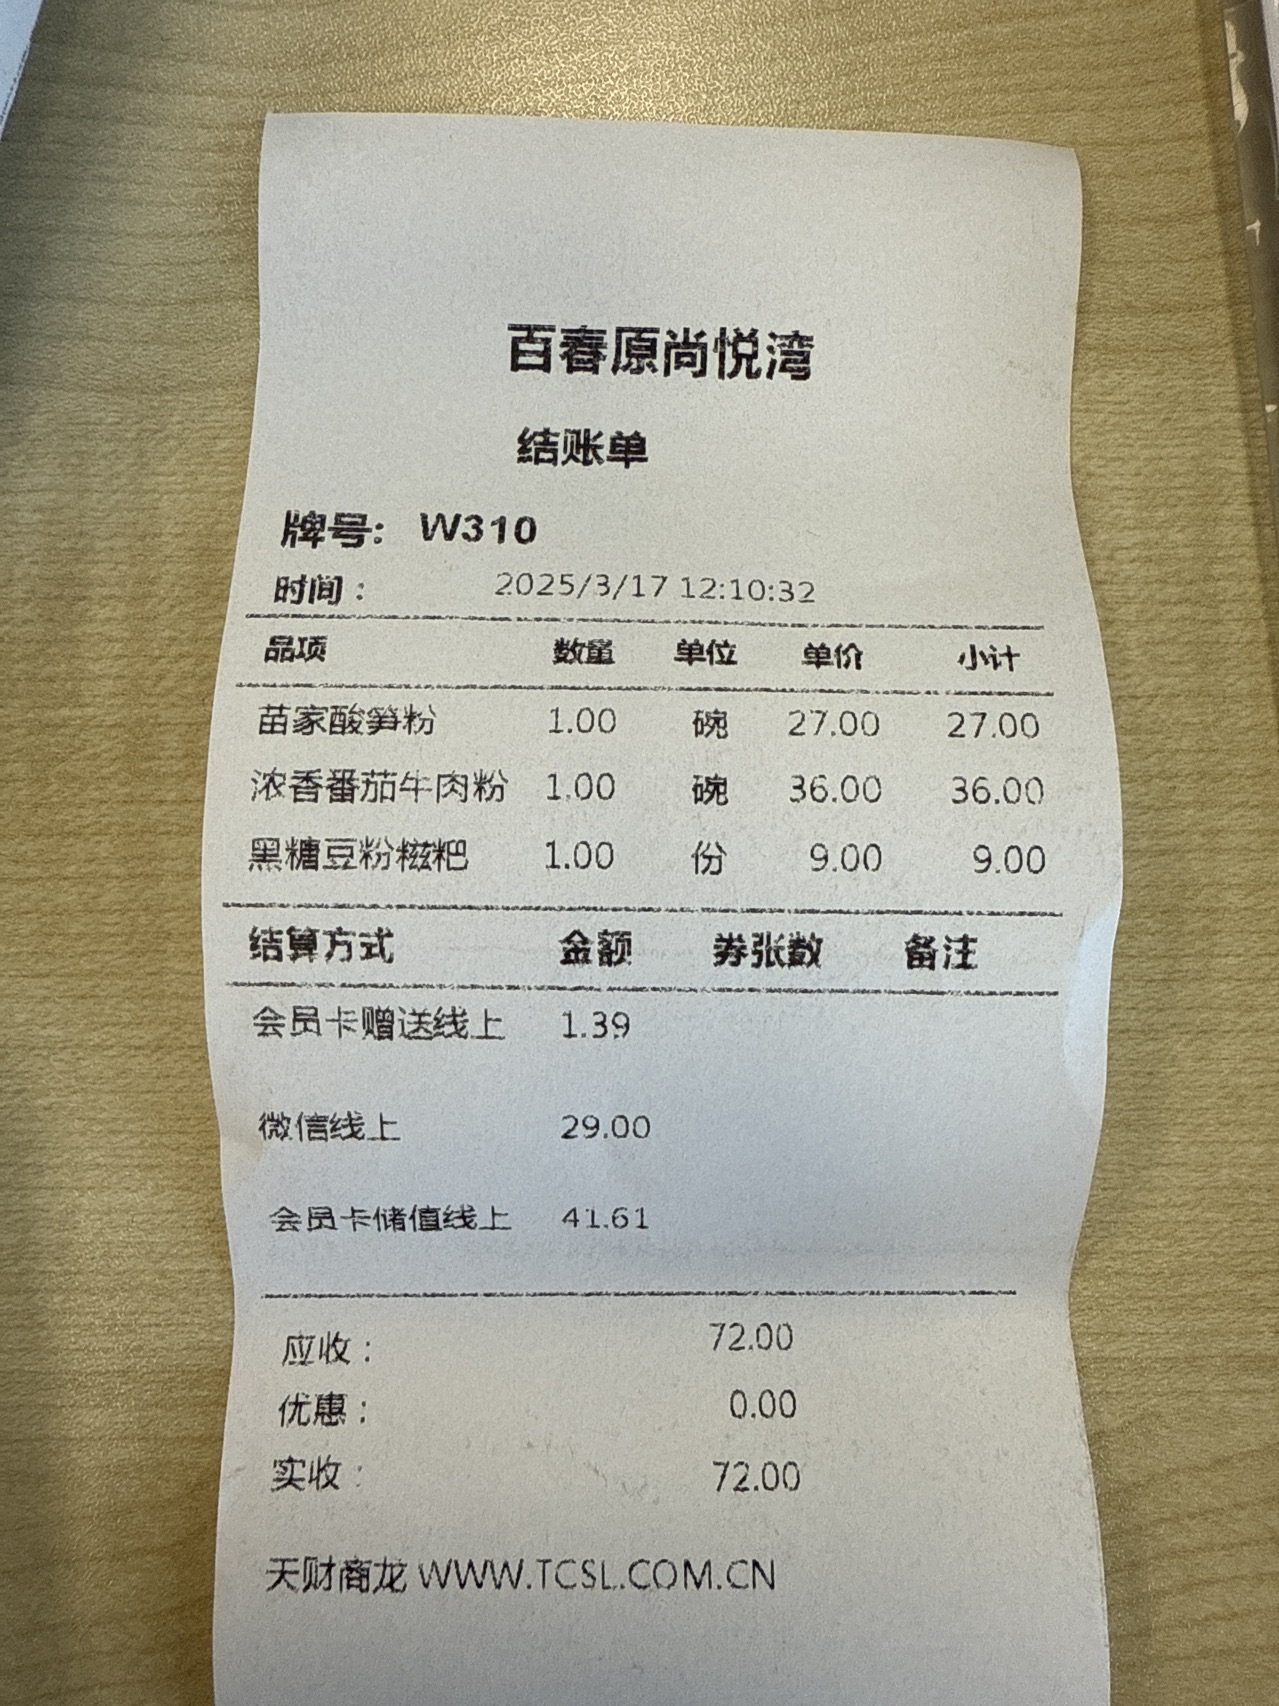 百春原尚悦湾
结账单
牌号: W310
时间： 2025/3/17 12:10:32
品项 数量 单位 单价 小计
苗家酸笋粉 1.00 碗 27.00 27.00
浓香番茄牛肉粉 1.00 碗 36.00 36.00
黑糖豆粉糍粑 1.00 份 9.00 9.00
结算方式 金额 券张数 备注
会员卡赠送线上 1.39
微信线上 29.00
会员卡储值线上 41.61
应收： 72.00
优惠： 0.00
实收： 72.00
天财商龙 WWW.TCSL.COM.CN